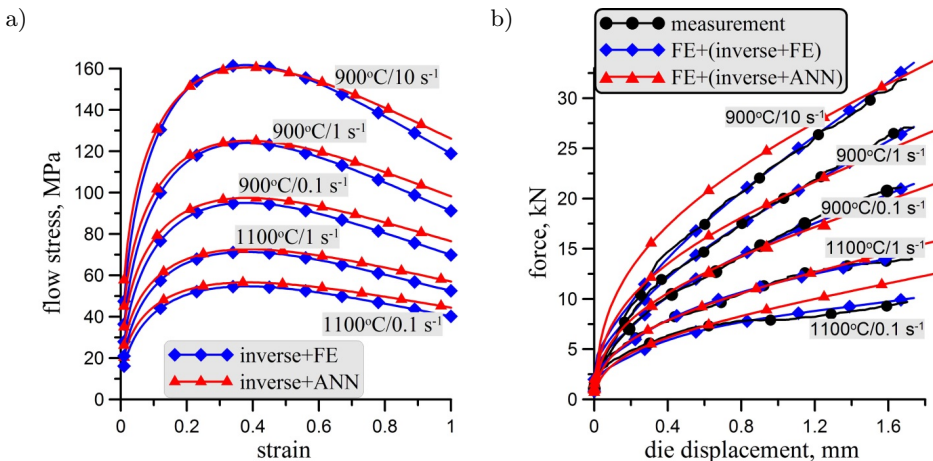 a)
flow stress, MPa
160
140
120
100
80
60
40
20
0
0
0.2
0.4
0.6
0.8
1
strain
900°C/10 s⁻¹
900°C/1 s⁻¹
900°C/0.1 s⁻¹
1100°C/1 s⁻¹
1100°C/0.1 s⁻¹
inverse+FE
inverse+ANN
b)
measurement
FE+(inverse+FE)
FE+(inverse+ANN)
force, kN
30
25
20
15
10
5
0
0
0.4
0.8
1.2
1.6
die displacement, mm
900°C/10 s⁻¹
900°C/1 s⁻¹
900°C/0.1 s⁻¹
1100°C/1 s⁻¹
1100°C/0.1 s⁻¹